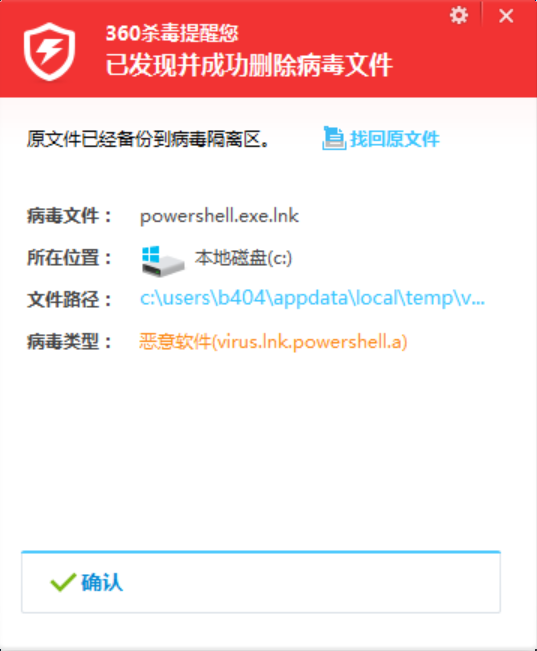 360杀毒提醒您
已发现并成功删除病毒文件
原文件已经备份到病毒隔离区。 找回原文件
病毒文件： powershell.exe.lnk
所在位置： 本地磁盘(c:)
文件路径： c:\users\b404\appdata\local\temp\v...
病毒类型： 恶意软件(virus.lnk.powershell.a)
确认